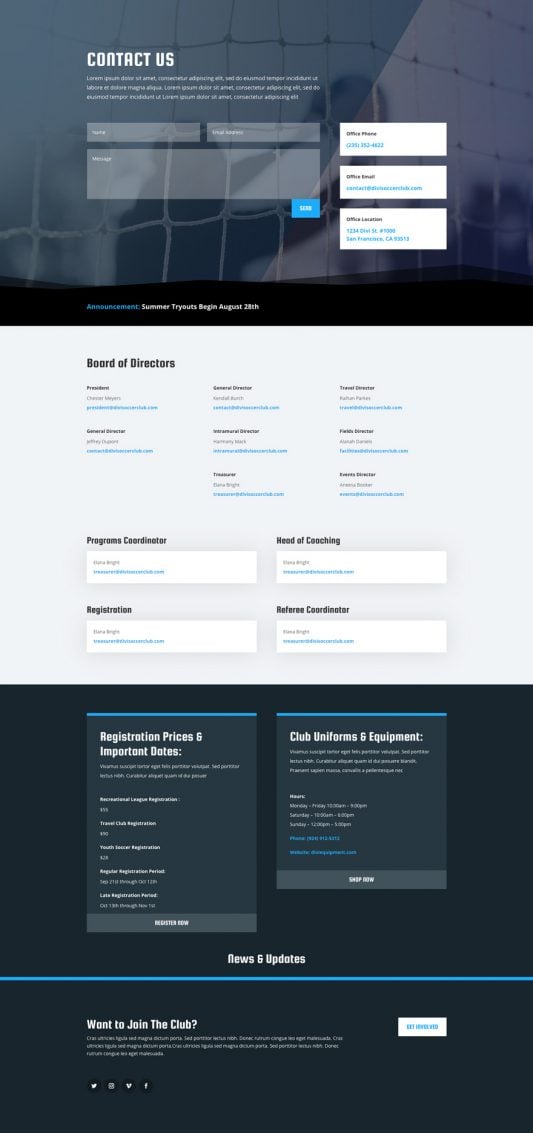 CONTACT US
Lorem ipsum dolor sit amet, consectetur adipiscing elit, sed do eiusmod tempor incididunt ut
labore et dolore magna aliqua. Lorem ipsum dolor sit amet, consectetur adipiscing elit, sed do
eiusmod tempor incididunt ut Lorem ipsum dolor sit amet, consectetur adipiscing elit
Name
Email Address
Message
SEND
Office Phone
(235) 352-4622
Office Email
contact@divisoccerclub.com
Office Location
1234 Divi St. #1000
San Francisco, CA 93513
Announcement: Summer Tryouts Begin August 28th
Board of Directors
President
Chester Meyers
president@divisoccerclub.com
General Director
Kendall Burch
contact@divisoccerclub.com
Travel Director
Raihan Parkes
travel@divisoccerclub.com
General Director
Jeffrey Dupont
contact@divisoccerclub.com
Intramural Director
Harmony Mack
intramural@divisoccerclub.com
Fields Director
Alanah Daniels
facilities@divisoccerclub.com
Treasurer
Elana Bright
treasurer@divisoccerclub.com
Events Director
Aneesa Booker
events@divisoccerclub.com
Programs Coordinator
Elana Bright
treasurer@divisoccerclub.com
Head of Coaching
Elana Bright
treasurer@divisoccerclub.com
Registration
Elana Bright
treasurer@divisoccerclub.com
Referee Coordinator
Elana Bright
treasurer@divisoccerclub.com
Registration Prices &
Important Dates:
Vivamus suscipit tortor eget felis porttitor volutpat. Sed porttitor
lectus nibh. Curabitur aliquet quam id dui posuer
Recreational League Registration :
$55
Travel Club Registration
$90
Youth Soccer Registration
$28
Regular Registration Period:
Sep 21st through Oct 12th
Late Registration Period:
Oct 13th through Nov 1st
REGISTER NOW
Club Uniforms & Equipment:
Vivamus suscipit tortor eget felis porttitor volutpat. Sed porttitor
lectus nibh. Curabitur aliquet quam id dui posuere blandit.
Praesent sapien massa, convallis a pellentesque nec
Hours:
Monday – Friday 10:00am – 9:00pm
Saturday – 10:00am – 6:00pm
Sunday – 12:00pm – 5:00pm
Phone: (924) 912-5312
Website: diviequipment.com
SHOP NOW
News & Updates
Want to Join The Club?
Cras ultricies ligula sed magna dictum porta. Sed porttitor lectus nibh. Donec rutrum congue leo eget malesuada. Cras
ultricies ligula sed magna dictum porta.Cras ultricies ligula sed magna dictum porta. Sed porttitor lectus nibh. Donec
rutrum congue leo eget malesuada.
GET INVOLVED